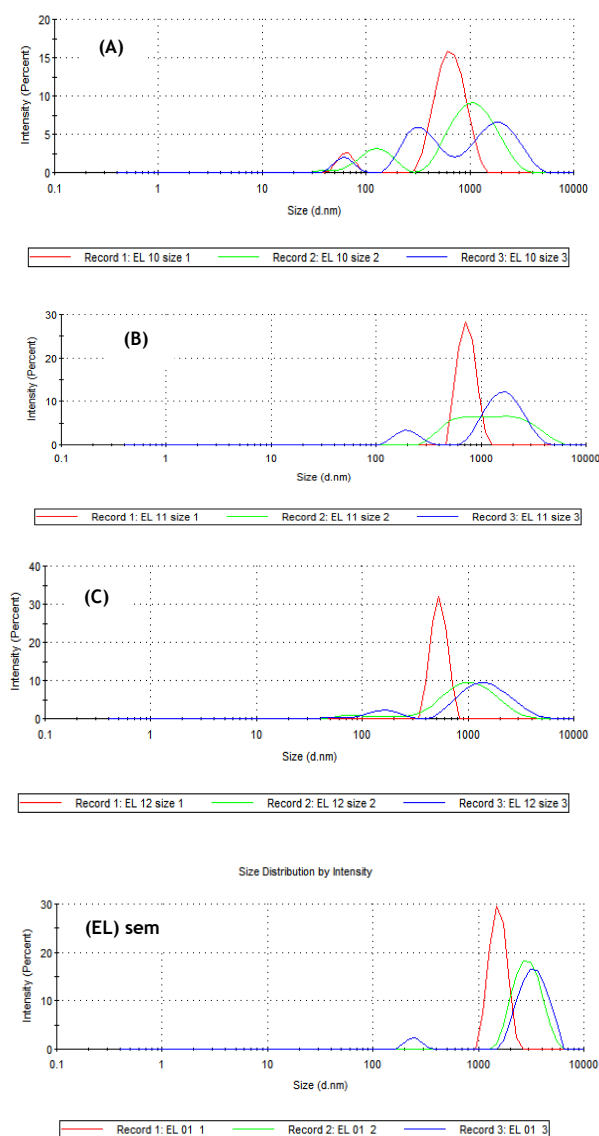 (A)
20
15
10
5
0
Intensity (Percent)
0.1 1 10 100 1000 10000
Size (d.nm)
Record 1: EL 10 size 1 Record 2: EL 10 size 2 Record 3: EL 10 size 3
(B)
30
20
10
0
Intensity (Percent)
0.1 1 10 100 1000 10000
Size (d.nm)
Record 1: EL 11 size 1 Record 2: EL 11 size 2 Record 3: EL 11 size 3
(C)
40
30
20
10
0
Intensity (Percent)
0.1 1 10 100 1000 10000
Size (d.nm)
Record 1: EL 12 size 1 Record 2: EL 12 size 2 Record 3: EL 12 size 3
Size Distribution by Intensity
(EL) sem
30
20
10
0
Intensity (Percent)
0.1 1 10 100 1000 10000
Size (d.nm)
Record 1: EL 01 1 Record 2: EL 01 2 Record 3: EL 01 3